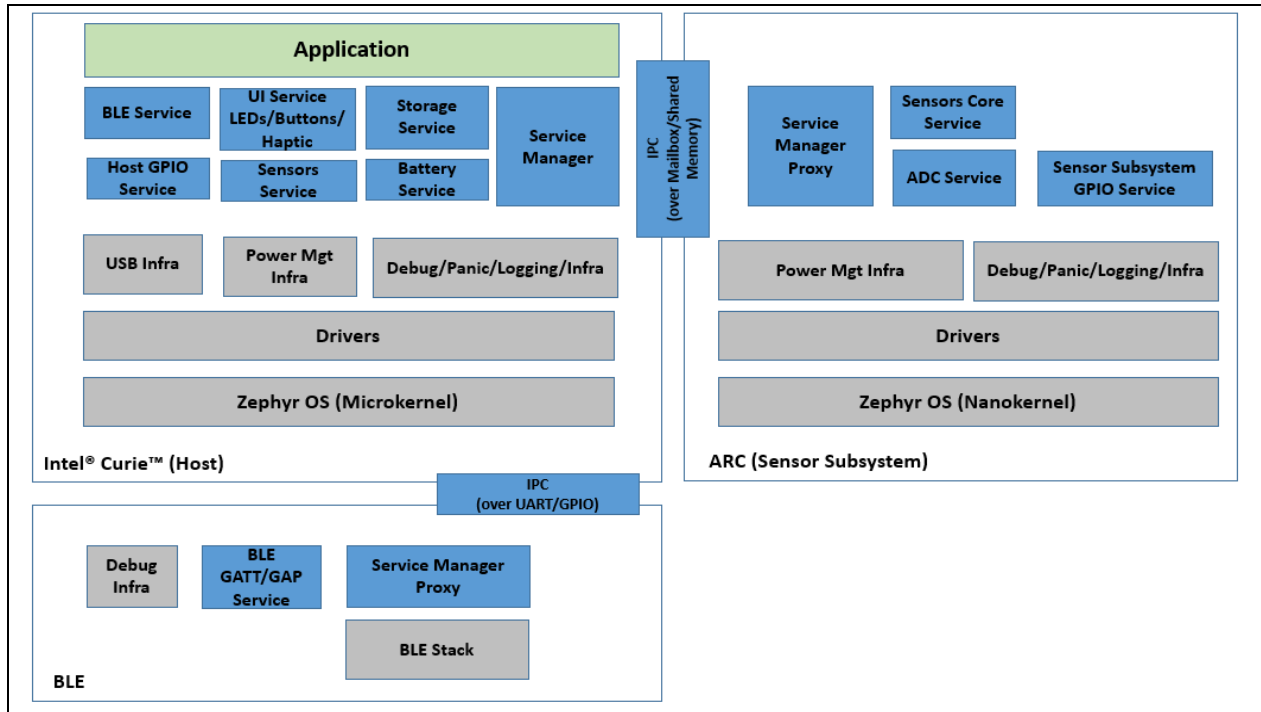 Application
BLE Service
UI Service
LEDs/Buttons/
Haptic
Storage
Service
Service
Manager
Host GPIO
Service
Sensors
Service
Battery
Service
USB Infra
Power Mgt
Infra
Debug/Panic/Logging/Infra
Drivers
Zephyr OS (Microkernel)
Intel® Curie™ (Host)
IPC
(over Mailbox/Shared
Memory)
Service
Manager
Proxy
Sensors Core
Service
ADC Service
Sensor Subsystem
GPIO Service
Power Mgt Infra
Debug/Panic/Logging/Infra
Drivers
Zephyr OS (Nanokernel)
ARC (Sensor Subsystem)
IPC
(over UART/GPIO)
Debug
Infra
BLE
GATT/GAP
Service
Service Manager
Proxy
BLE Stack
BLE